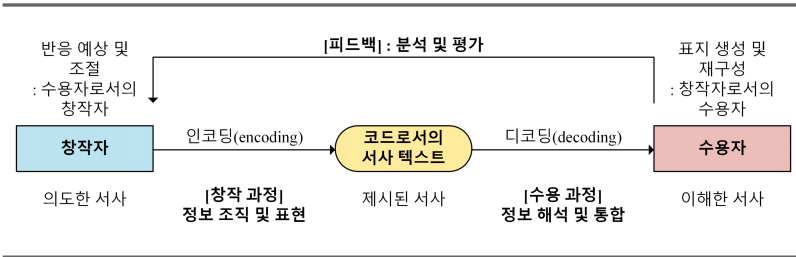 [피드백] : 분석 및 평가
반응 예상 및
조절
: 수용자로서의
창작자
표지 생성 및
재구성
: 창작자로서의
수용자
창작자
인코딩(encoding)
코드로서의
서사 텍스트
디코딩(decoding)
수용자
의도한 서사
[창작 과정]
정보 조직 및 표현
제시된 서사
[수용 과정]
정보 해석 및 통합
이해한 서사